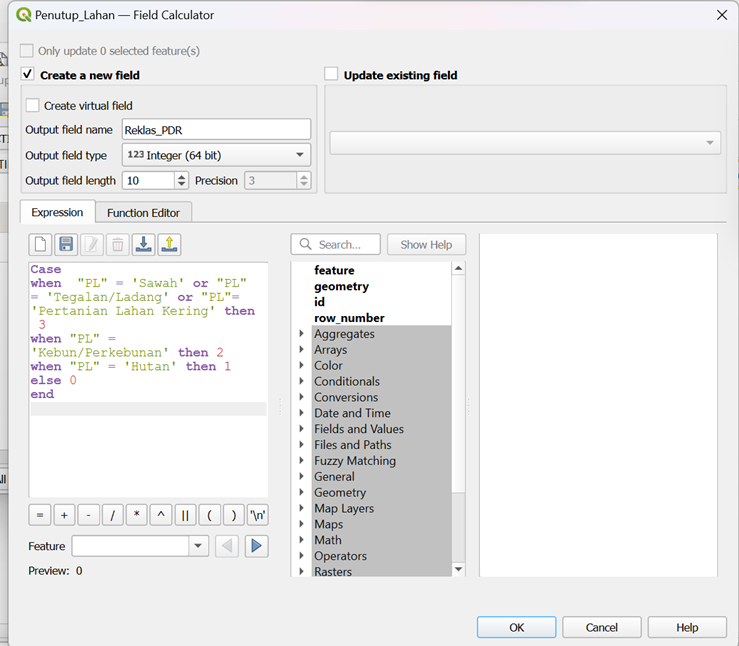 Penutup_Lahan — Field Calculator
Only update 0 selected feature(s)
Create a new field
Update existing field
Create virtual field
Output field name Reklas_PDR
Output field type 123 Integer (64 bit)
Output field length 10 Precision 3
Expression Function Editor
Search... Show Help
Case
when "PL" = 'Sawah' or "PL"
= 'Tegalan/Ladang' or "PL"=
'Pertanian Lahan Kering' then
3
when "PL" =
'Kebun/Perkebunan' then 2
when "PL" = 'Hutan' then 1
else 0
end
feature
geometry
id
row_number
Aggregates
Arrays
Color
Conditionals
Conversions
Date and Time
Fields and Values
Files and Paths
Fuzzy Matching
General
Geometry
Map Layers
Maps
Math
Operators
Rasters
= + - / * ^ || ( ) '\n'
Feature
Preview: 0
OK Cancel Help